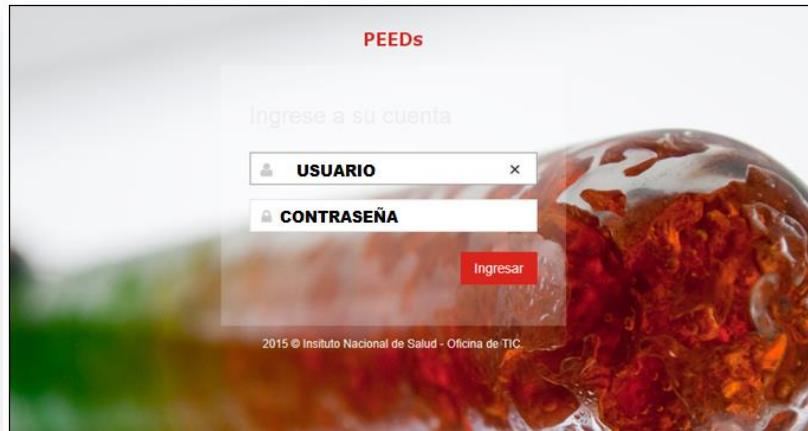 PEEDs
Ingrese a su cuenta
USUARIO ×
CONTRASEÑA
Ingresar
2015 © Insituto Nacional de Salud - Oficina de TIC.